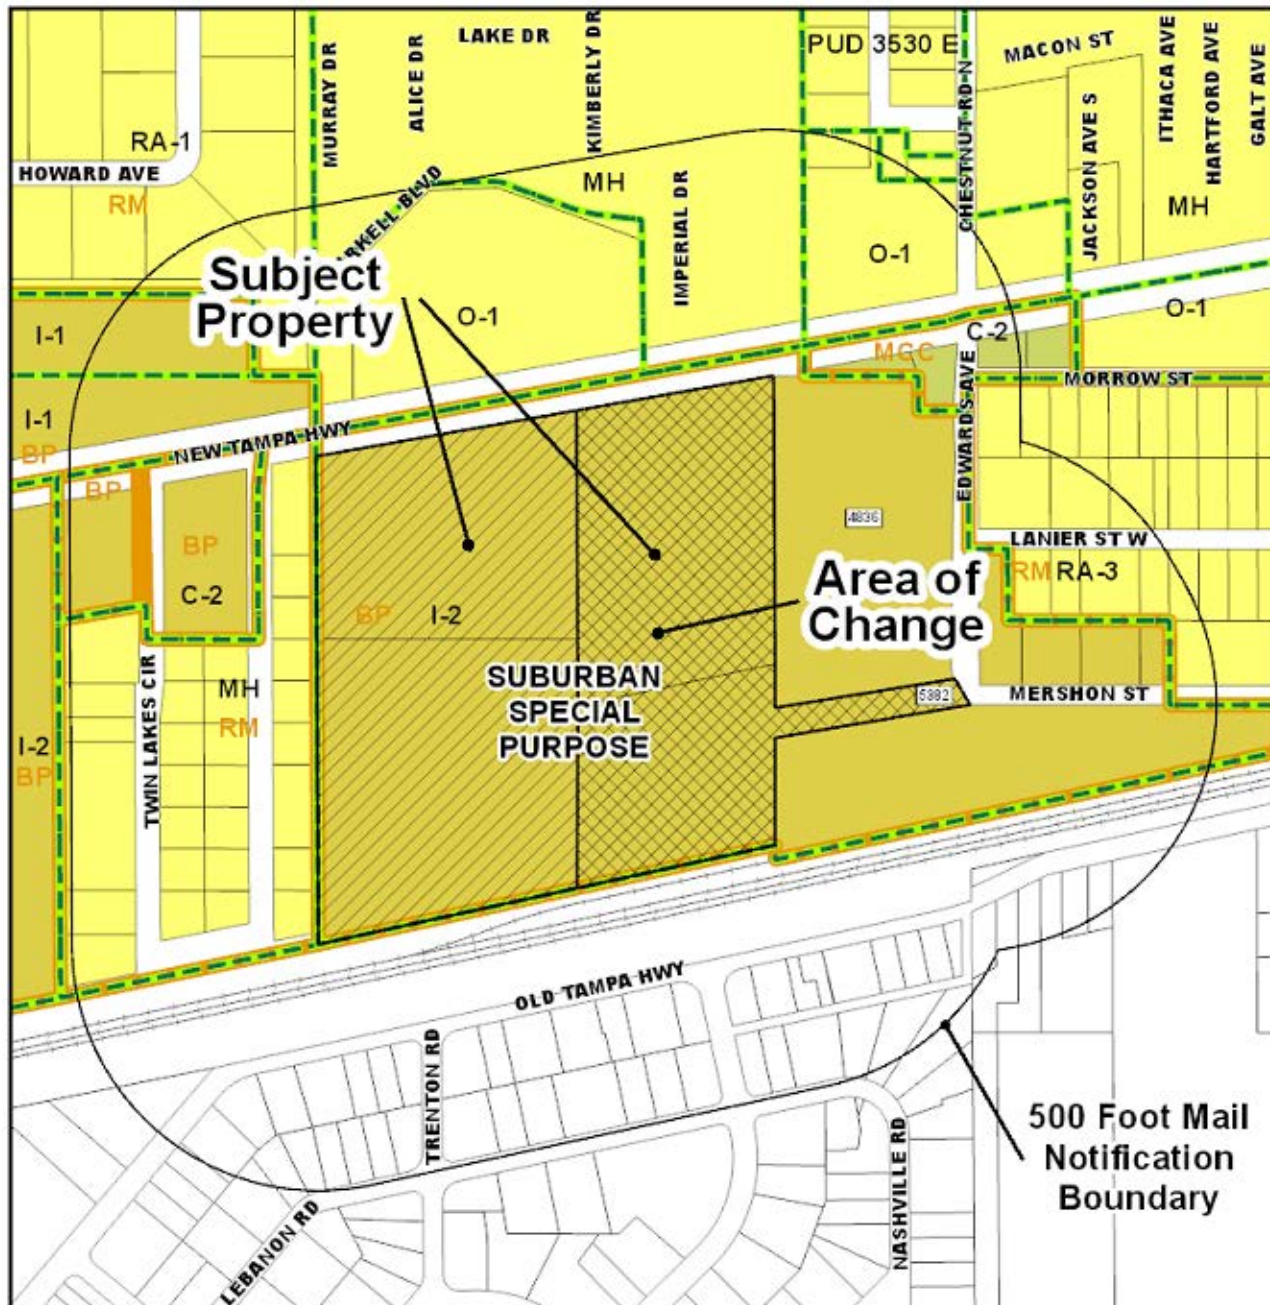 LAKE DR
MURRAY DR
ALICE DR
KIMBERLY DR
PUD 3530 E
MACON ST
ITHACA AVE
HARTFORD AVE
GALT AVE
CHESTNUT RD N
JACKSON AVE S
RA-1
HOWARD AVE
RM
MH
IMPERIAL DR
MH
O-1
Subject
Property
O-1
O-1
I-1
C-2
MCC
MORROW ST
I-1
BP
NEW TAMPA HWY
EDWARDS AVE
BP
BP
C-2
4836
LANIER ST W
RM RA-3
Area of
Change
BP
I-2
SUBURBAN
SPECIAL
PURPOSE
MH
RM
5382
MERSHON ST
TWIN LAKES CIR
I-2
BP
OLD TAMPA HWY
TRENTON RD
NASHVILLE RD
LEBANON RD
500 Foot Mail
Notification
Boundary